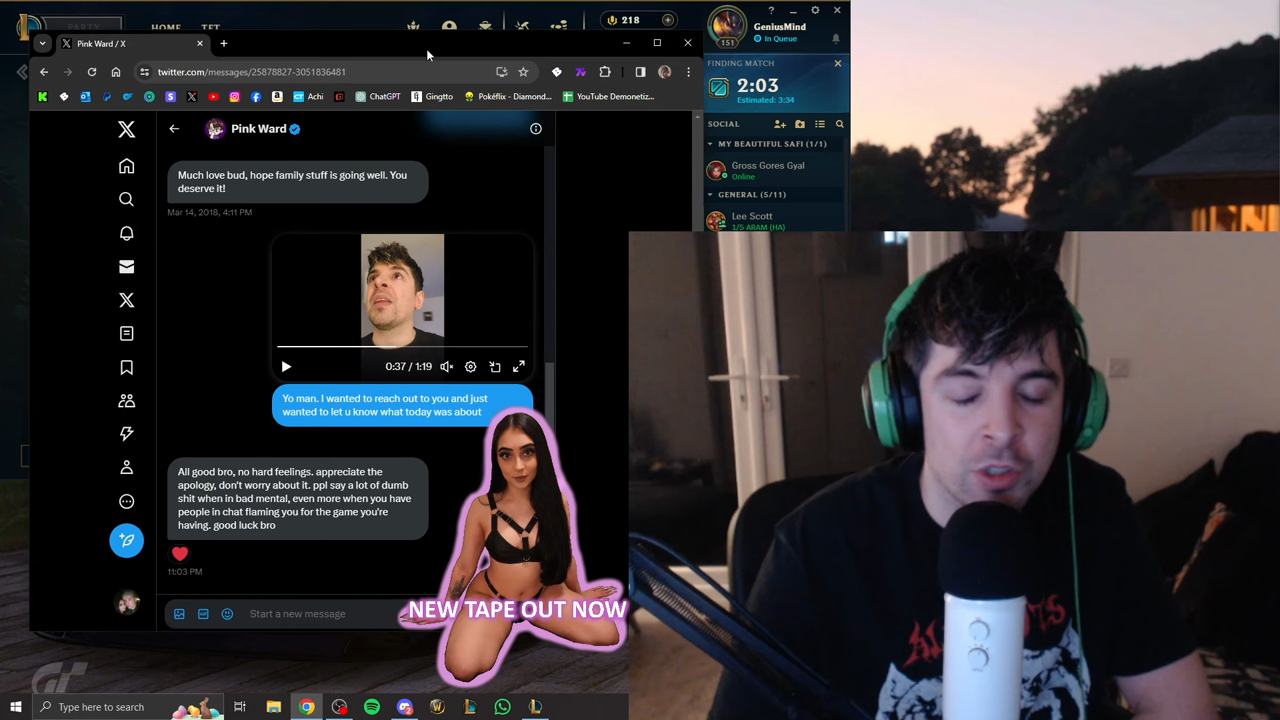 PARTY
HOME
TFT
218
151
GeniusMind
In Queue
Pink Ward / X
twitter.com/messages/25878827-3051836481
Achi
ChatGPT
Gingtto
Pokéflix - Diamond...
YouTube Demonetiz...
FINDING MATCH
2:03
Estimated: 3:34
SOCIAL
MY BEAUTIFUL SAFI (1/1)
Gross Gores Gyal
Online
GENERAL (5/11)
Lee Scott
1/5 ARAM (HA)
Pink Ward
Much love bud, hope family stuff is going well. You
deserve it!
Mar 14, 2018, 4:11 PM
0:37 / 1:19
Yo man. I wanted to reach out to you and just
wanted to let u know what today was about
All good bro, no hard feelings. appreciate the
apology, don't worry about it. ppl say a lot of dumb
shit when in bad mental, even more when you have
people in chat flaming you for the game you're
having. good luck bro
11:03 PM
Start a new message
NEW TAPE OUT NOW
GT
Type here to search